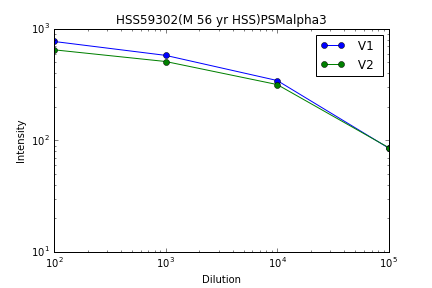 HSS59302(M 56 yr HSS)PSMalpha3
10³
10²
10¹
Intensity
V1
V2
10² 10³ 10⁴ 10⁵
Dilution